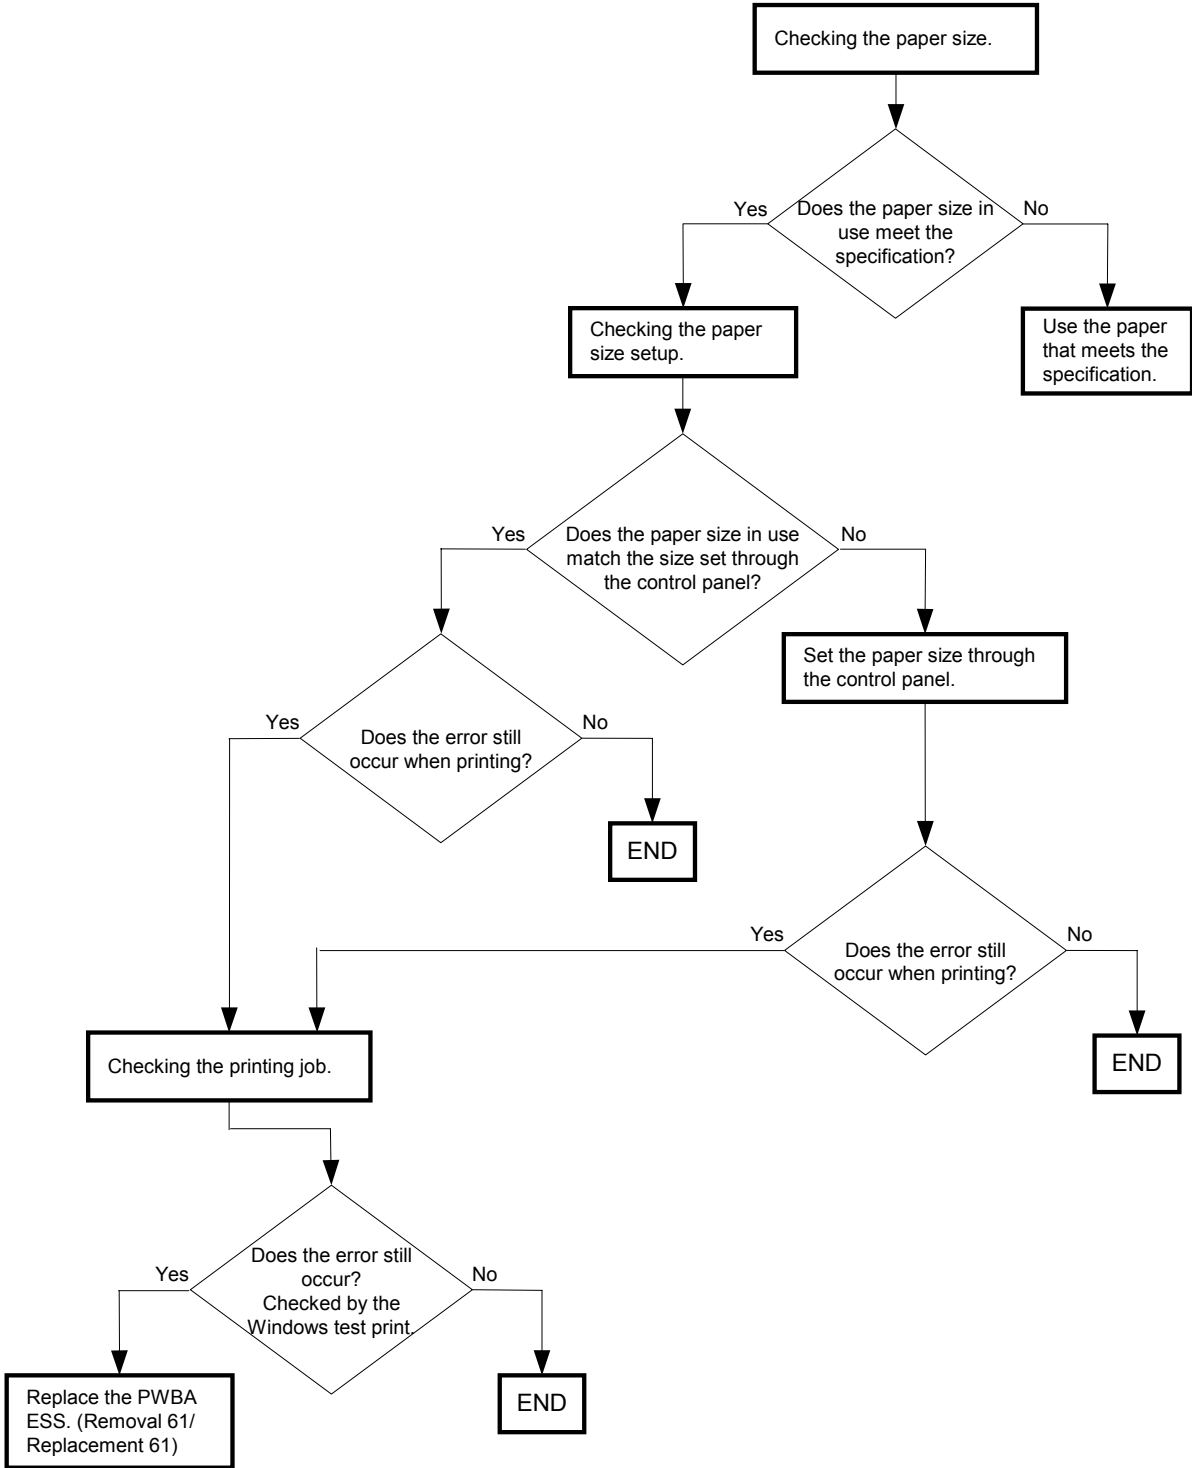 Checking the paper size.
Yes
Does the paper size in
use meet the
specification?
No
Checking the paper
size setup.
Use the paper
that meets the
specification.
Yes
Does the paper size in use
match the size set through
the control panel?
No
Set the paper size through
the control panel.
Yes
Does the error still
occur when printing?
No
END
Yes
Does the error still
occur when printing?
No
END
Checking the printing job.
Yes
Does the error still
occur?
Checked by the
Windows test print.
No
Replace the PWBA
ESS. (Removal 61/
Replacement 61)
END